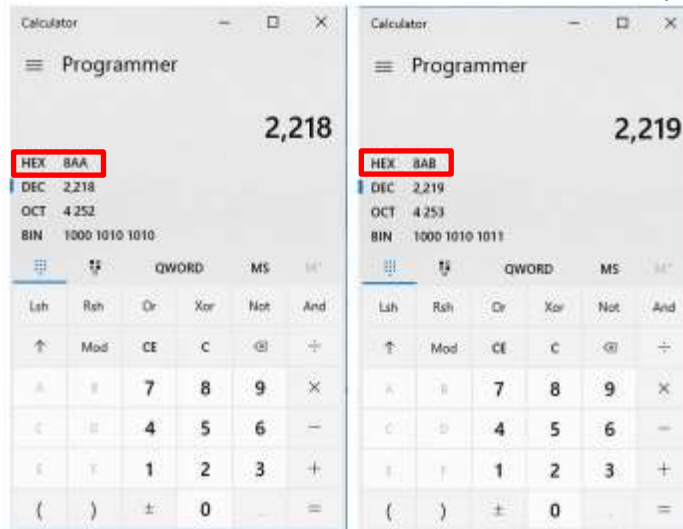 Calculator
Programmer
2,218
HEX 8AA
DEC 2,218
OCT 4 252
BIN 1000 1010 1010
QWORD MS
Lsh Rsh Or Xor Not And
↑ Mod CE C ÷
7 8 9 ×
4 5 6 −
1 2 3 +
( ) ± 0 . =
Calculator
Programmer
2,219
HEX 8AB
DEC 2,219
OCT 4 253
BIN 1000 1010 1011
QWORD MS
Lsh Rsh Or Xor Not And
↑ Mod CE C ÷
7 8 9 ×
4 5 6 −
1 2 3 +
( ) ± 0 . =